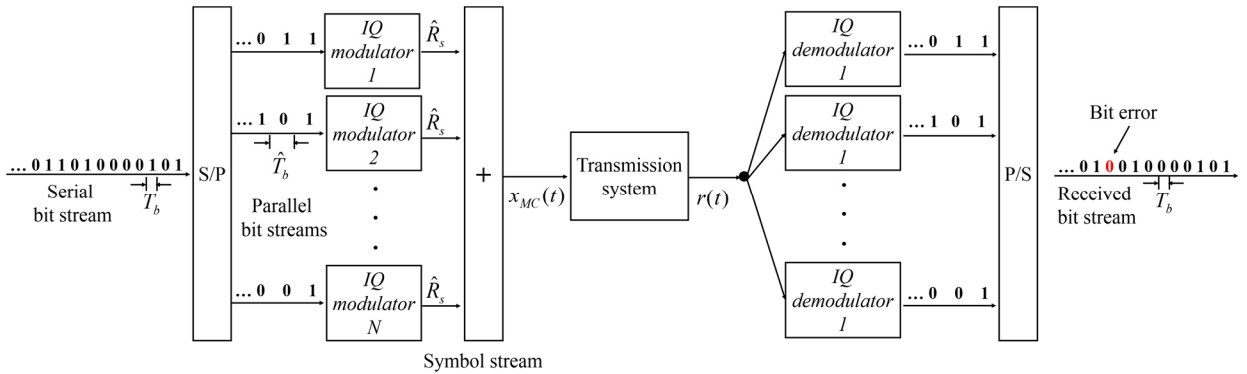 ...0 1 1 0 1 0 1 0 0 0 0 1 0 1
Serial
bit stream
T_b
S/P
...0 1 1
...1 0 1
T̂_b
Parallel
bit streams
...0 0 1
IQ
modulator
1
IQ
modulator
2
IQ
modulator
N
R̂_s
R̂_s
R̂_s
+
Symbol stream
x_{MC}(t)
Transmission
system
r(t)
IQ
demodulator
1
IQ
demodulator
1
IQ
demodulator
1
...0 1 1
...1 0 1
...0 0 1
P/S
Bit error
...0 1 0 0 1 0 0 0 0 1 0 1
Received
bit stream
T_b